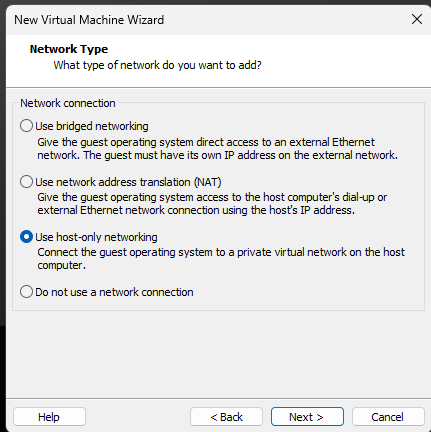 New Virtual Machine Wizard
Network Type
What type of network do you want to add?
Network connection
Use bridged networking
Give the guest operating system direct access to an external Ethernet
network. The guest must have its own IP address on the external network.
Use network address translation (NAT)
Give the guest operating system access to the host computer's dial-up or
external Ethernet network connection using the host's IP address.
Use host-only networking
Connect the guest operating system to a private virtual network on the host
computer.
Do not use a network connection
Help
< Back
Next >
Cancel